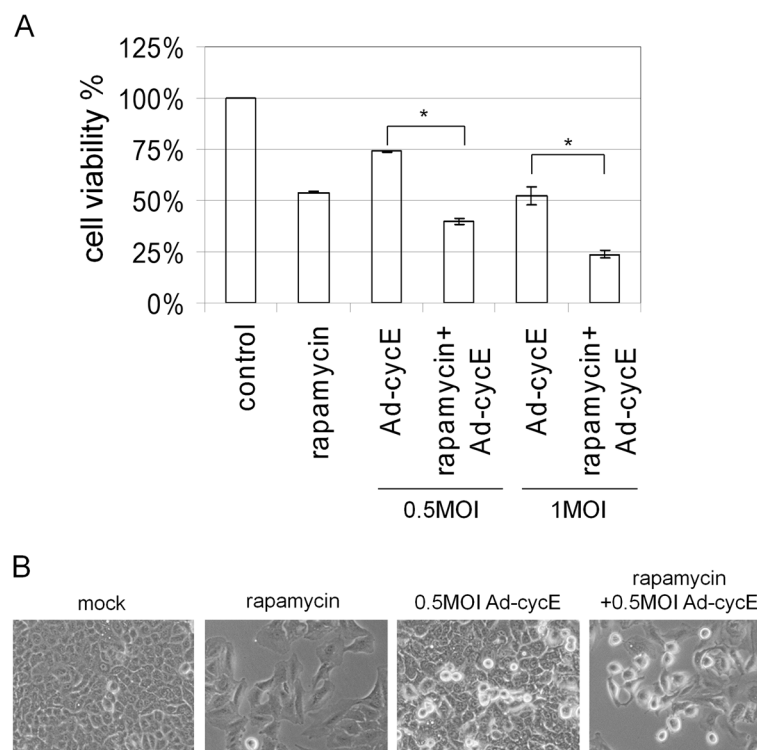 A
cell viability %
125%
100%
75%
50%
25%
0%
*
*
control
rapamycin
Ad-cycE
rapamycin+
Ad-cycE
Ad-cycE
rapamycin+
Ad-cycE
0.5MOI
1MOI
B
mock
rapamycin
0.5MOI Ad-cycE
rapamycin
+0.5MOI Ad-cycE